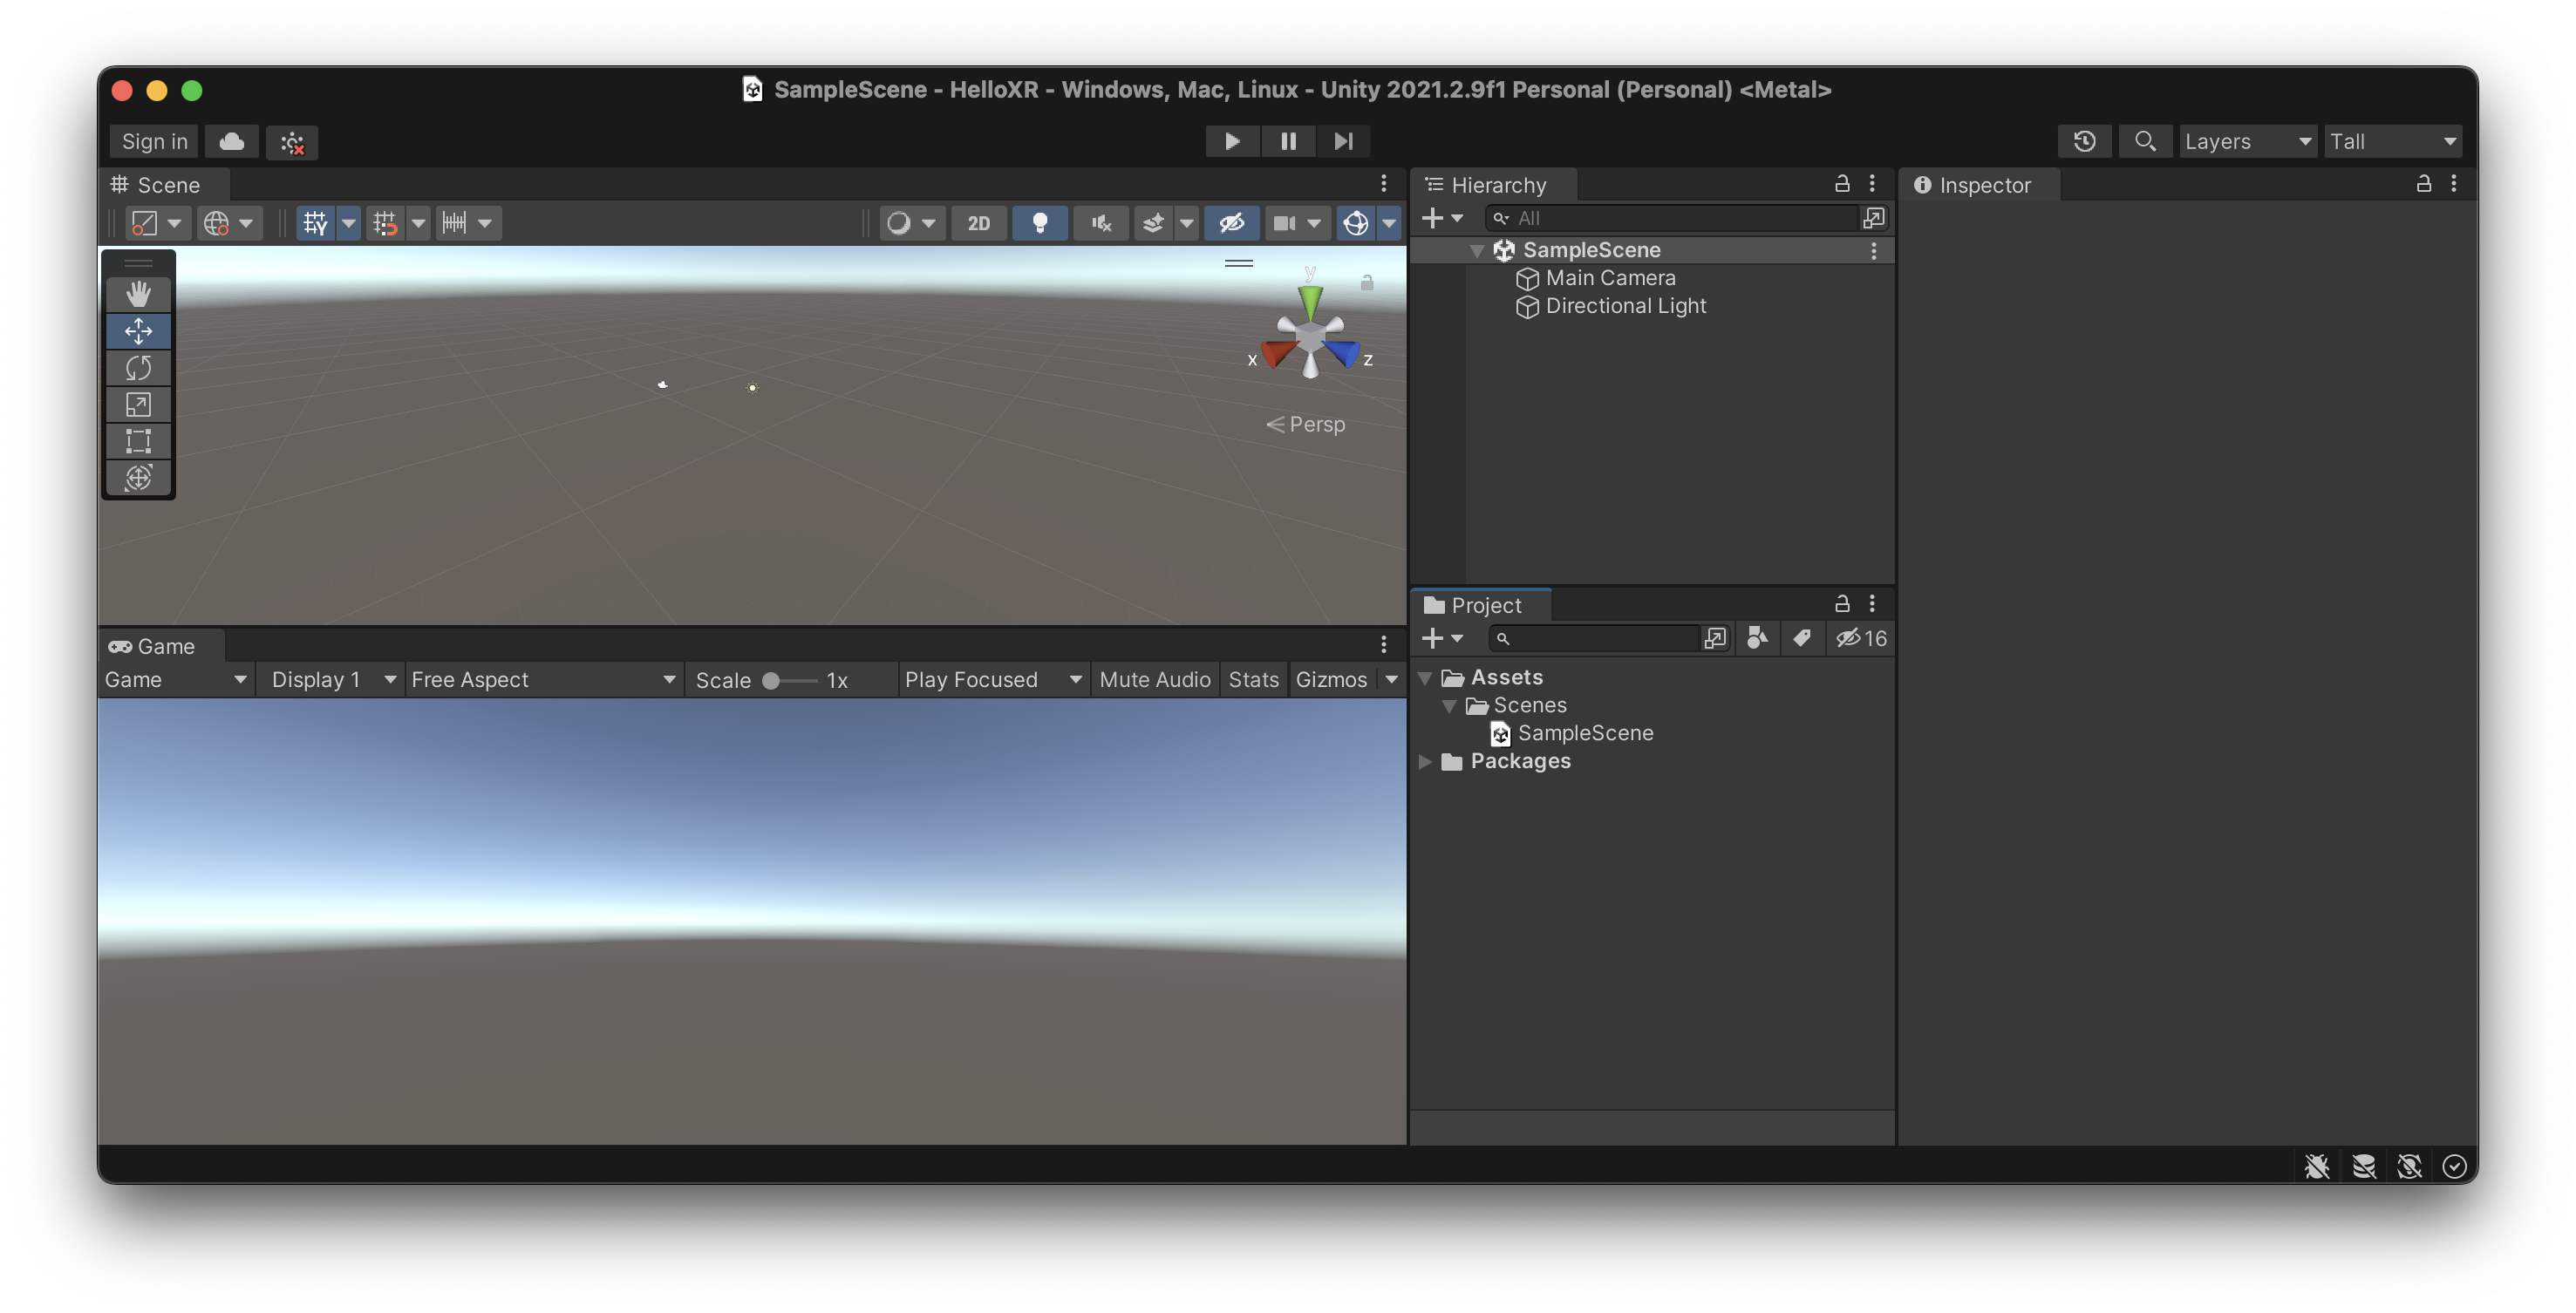 SampleScene - HelloXR - Windows, Mac, Linux - Unity 2021.2.9f1 Personal (Personal) <Metal>
Sign in
Layers
Tall
Scene
2D
y
x
z
Persp
Game
Game
Display 1
Free Aspect
Scale
1x
Play Focused
Mute Audio
Stats
Gizmos
Hierarchy
All
SampleScene
Main Camera
Directional Light
Project
16
Assets
Scenes
SampleScene
Packages
Inspector